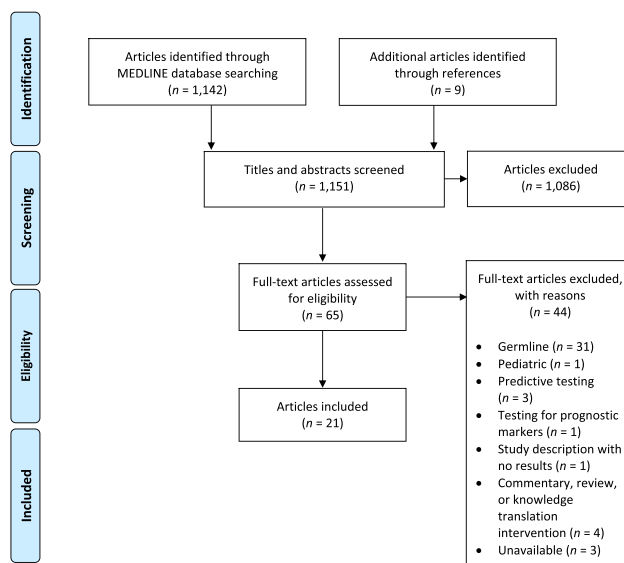 Identification
Articles identified through
MEDLINE database searching
(n = 1,142)
Additional articles identified
through references
(n = 9)
Screening
Titles and abstracts screened
(n = 1,151)
Articles excluded
(n = 1,086)
Eligibility
Full-text articles assessed
for eligibility
(n = 65)
Full-text articles excluded,
with reasons
(n = 44)
• Germline (n = 31)
• Pediatric (n = 1)
• Predictive testing
(n = 3)
• Testing for prognostic
markers (n = 1)
• Study description with
no results (n = 1)
• Commentary, review,
or knowledge
translation
intervention (n = 4)
• Unavailable (n = 3)
Included
Articles included
(n = 21)